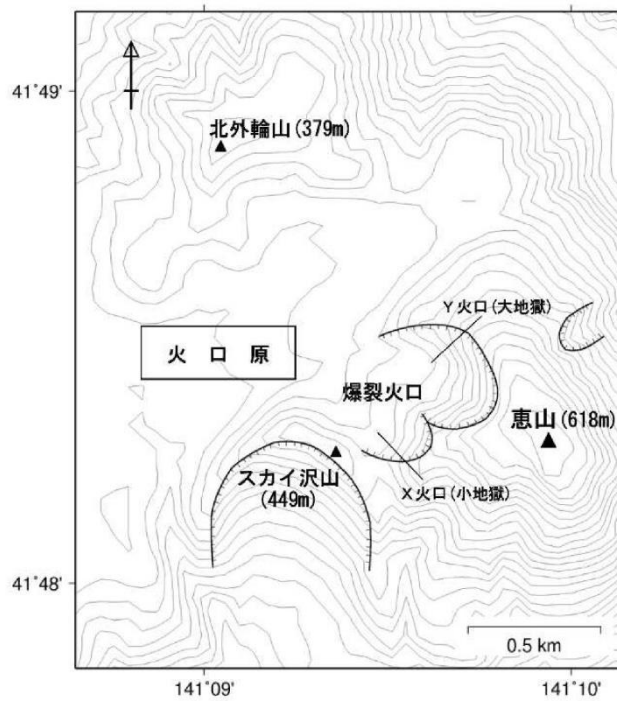 41°49'
北外輪山(379m)
Y火口(大地獄)
火口原
爆裂火口
恵山(618m)
スカイ沢山
(449m)
X火口(小地獄)
41°48'
0.5 km
141°09'
141°10'